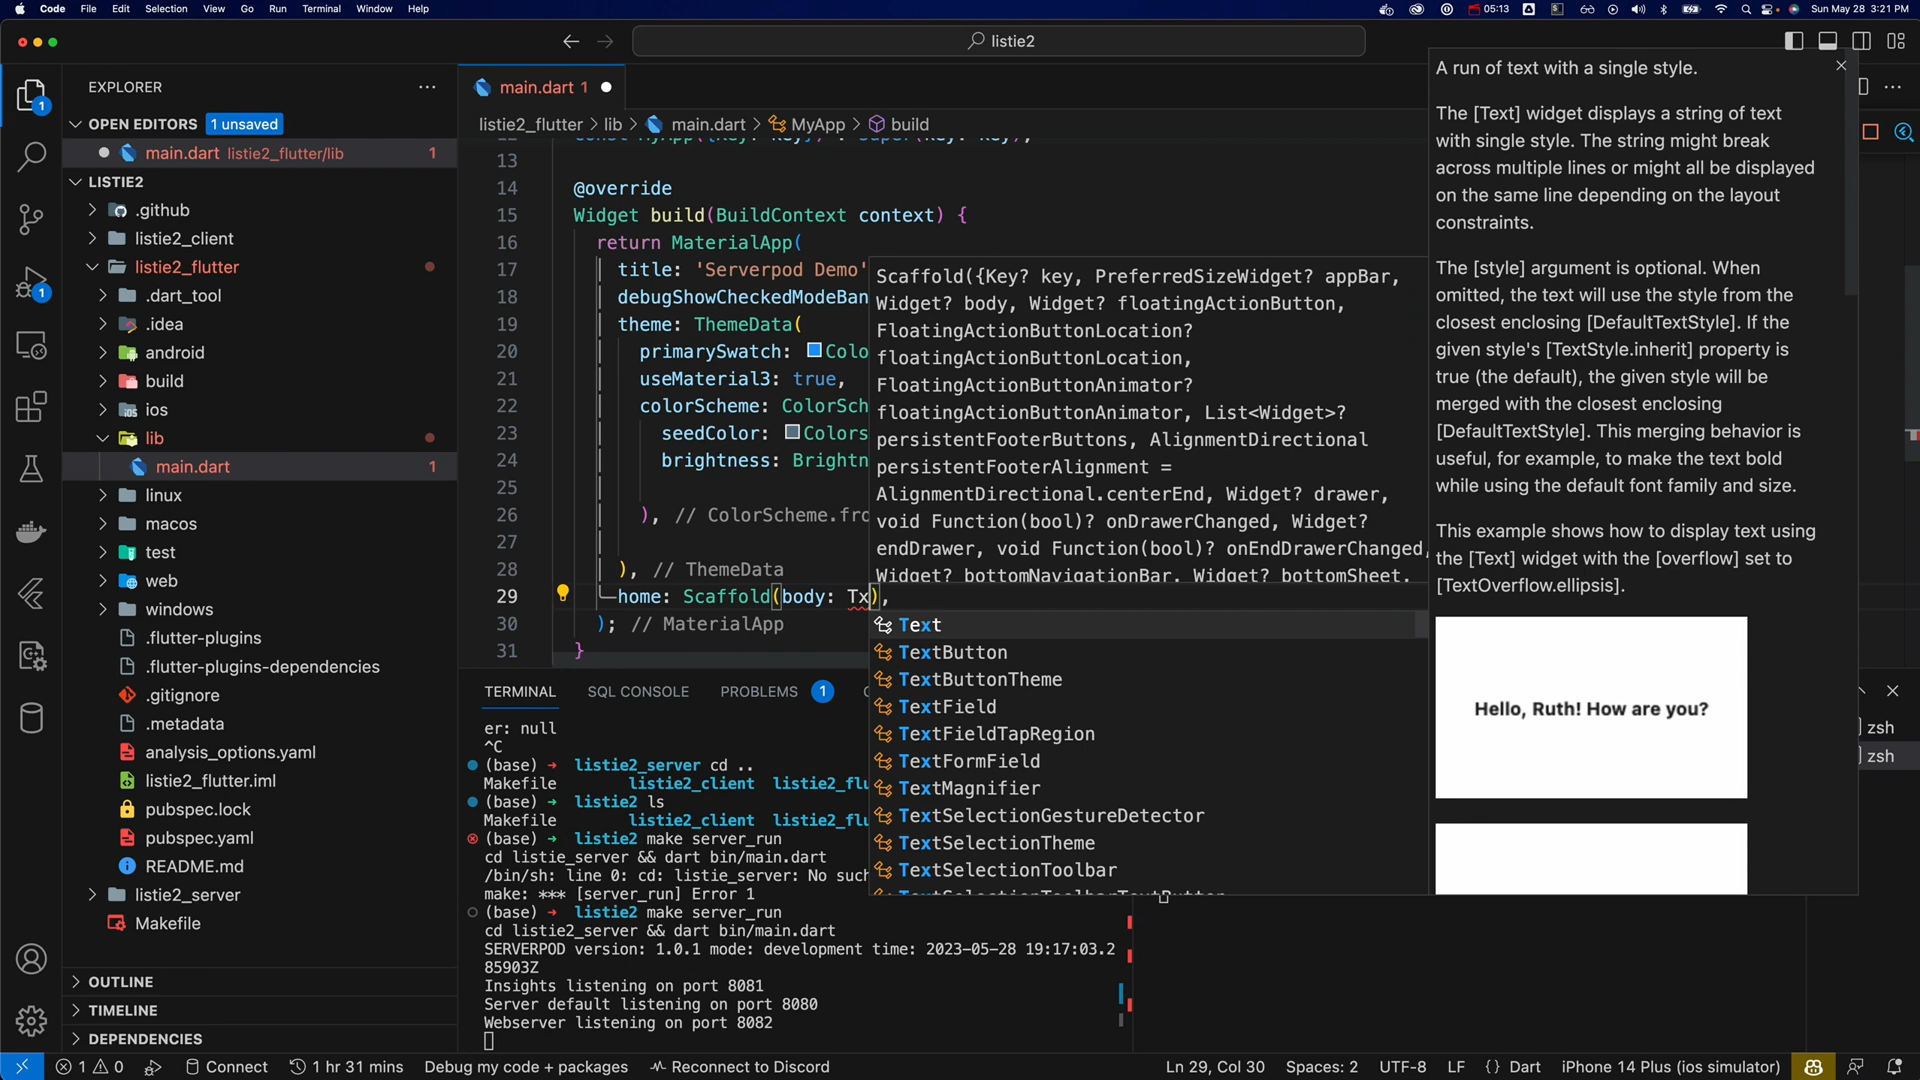 Code File Edit Selection View Go Run Terminal Window Help 05:13 Sun May 28 3:21 PM
listie2
EXPLORER
OPEN EDITORS 1 unsaved
main.dart listie2_flutter/lib 1
LISTIE2
.github
listie2_client
listie2_flutter
.dart_tool
.idea
android
build
ios
lib
main.dart 1
linux
macos
test
web
windows
.flutter-plugins
.flutter-plugins-dependencies
.gitignore
.metadata
analysis_options.yaml
listie2_flutter.iml
pubspec.lock
pubspec.yaml
README.md
listie2_server
Makefile
OUTLINE
TIMELINE
DEPENDENCIES
1
1
main.dart 1
listie2_flutter > lib > main.dart > MyApp > build
12 const MyApp({Key? key}) : super(key: key);
13
14 @override
15 Widget build(BuildContext context) {
16 return MaterialApp(
17 title: 'Serverpod Demo'
18 debugShowCheckedModeBan
19 theme: ThemeData(
20 primarySwatch: Colo
21 useMaterial3: true,
22 colorScheme: ColorSch
23 seedColor: Colors
24 brightness: Brightn
25
26 ), // ColorScheme.fro
27
28 ), // ThemeData
29 home: Scaffold(body: Tx),
30 ); // MaterialApp
31 }
Scaffold({Key? key, PreferredSizeWidget? appBar,
Widget? body, Widget? floatingActionButton,
FloatingActionButtonLocation?
floatingActionButtonLocation,
FloatingActionButtonAnimator?
floatingActionButtonAnimator, List<Widget>?
persistentFooterButtons, AlignmentDirectional
persistentFooterAlignment =
AlignmentDirectional.centerEnd, Widget? drawer,
void Function(bool)? onDrawerChanged, Widget?
endDrawer, void Function(bool)? onEndDrawerChanged,
Widget? bottomNavigationBar, Widget? bottomSheet,
Text
TextButton
TextButtonTheme
TextField
TextFieldTapRegion
TextFormField
TextMagnifier
TextSelectionGestureDetector
TextSelectionTheme
TextSelectionToolbar
TextSelectionToolbarTextButton
A run of text with a single style.
The [Text] widget displays a string of text
with single style. The string might break
across multiple lines or might all be displayed
on the same line depending on the layout
constraints.
The [style] argument is optional. When
omitted, the text will use the style from the
closest enclosing [DefaultTextStyle]. If the
given style's [TextStyle.inherit] property is
true (the default), the given style will be
merged with the closest enclosing
[DefaultTextStyle]. This merging behavior is
useful, for example, to make the text bold
while using the default font family and size.
This example shows how to display text using
the [Text] widget with the [overflow] set to
[TextOverflow.ellipsis].
Hello, Ruth! How are you?
TERMINAL SQL CONSOLE PROBLEMS 1
er: null
^C
(base) ➜ listie2_server cd ..
Makefile listie2_client listie2_flu
(base) ➜ listie2 ls
Makefile listie2_client listie2_flu
(base) ➜ listie2 make server_run
cd listie_server && dart bin/main.dart
/bin/sh: line 0: cd: listie_server: No such
make: *** [server_run] Error 1
(base) ➜ listie2 make server_run
cd listie2_server && dart bin/main.dart
SERVERPOD version: 1.0.1 mode: development time: 2023-05-28 19:17:03.2
85903Z
Insights listening on port 8081
Server default listening on port 8080
Webserver listening on port 8082
zsh
zsh
1 0 Connect 1 hr 31 mins Debug my code + packages Reconnect to Discord Ln 29, Col 30 Spaces: 2 UTF-8 LF {} Dart iPhone 14 Plus (ios simulator)